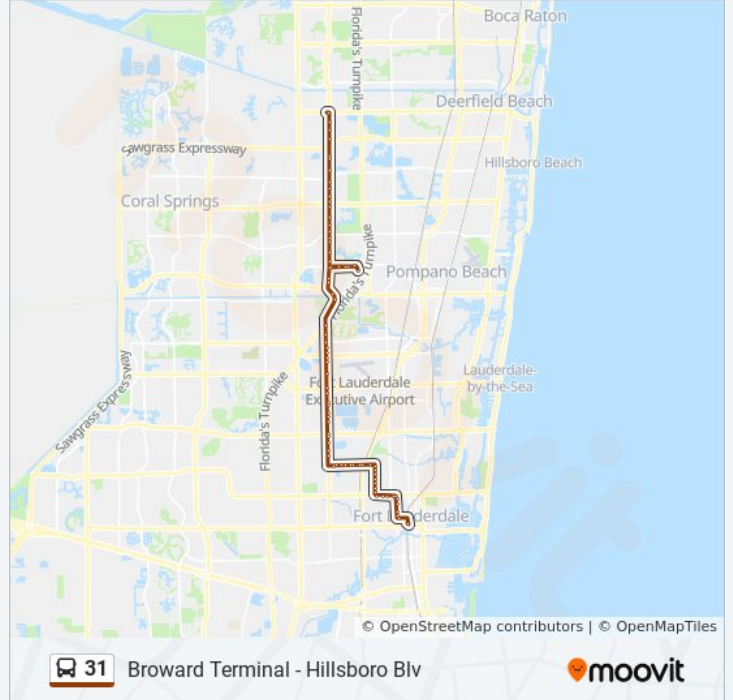 Boca Raton
Florida's Turnpike
Deerfield Beach
Sawgrass Expressway
Hillsboro Beach
Coral Springs
Florida's Turnpike
Pompano Beach
Lauderdale-
by-the-Sea
Fort Lauderdale
Executive Airport
Sawgrass Expressway
Florida's Turnpike
Fort Lauderdale
© OpenStreetMap contributors | © OpenMapTiles
31 Broward Terminal - Hillsboro Blv
moovit